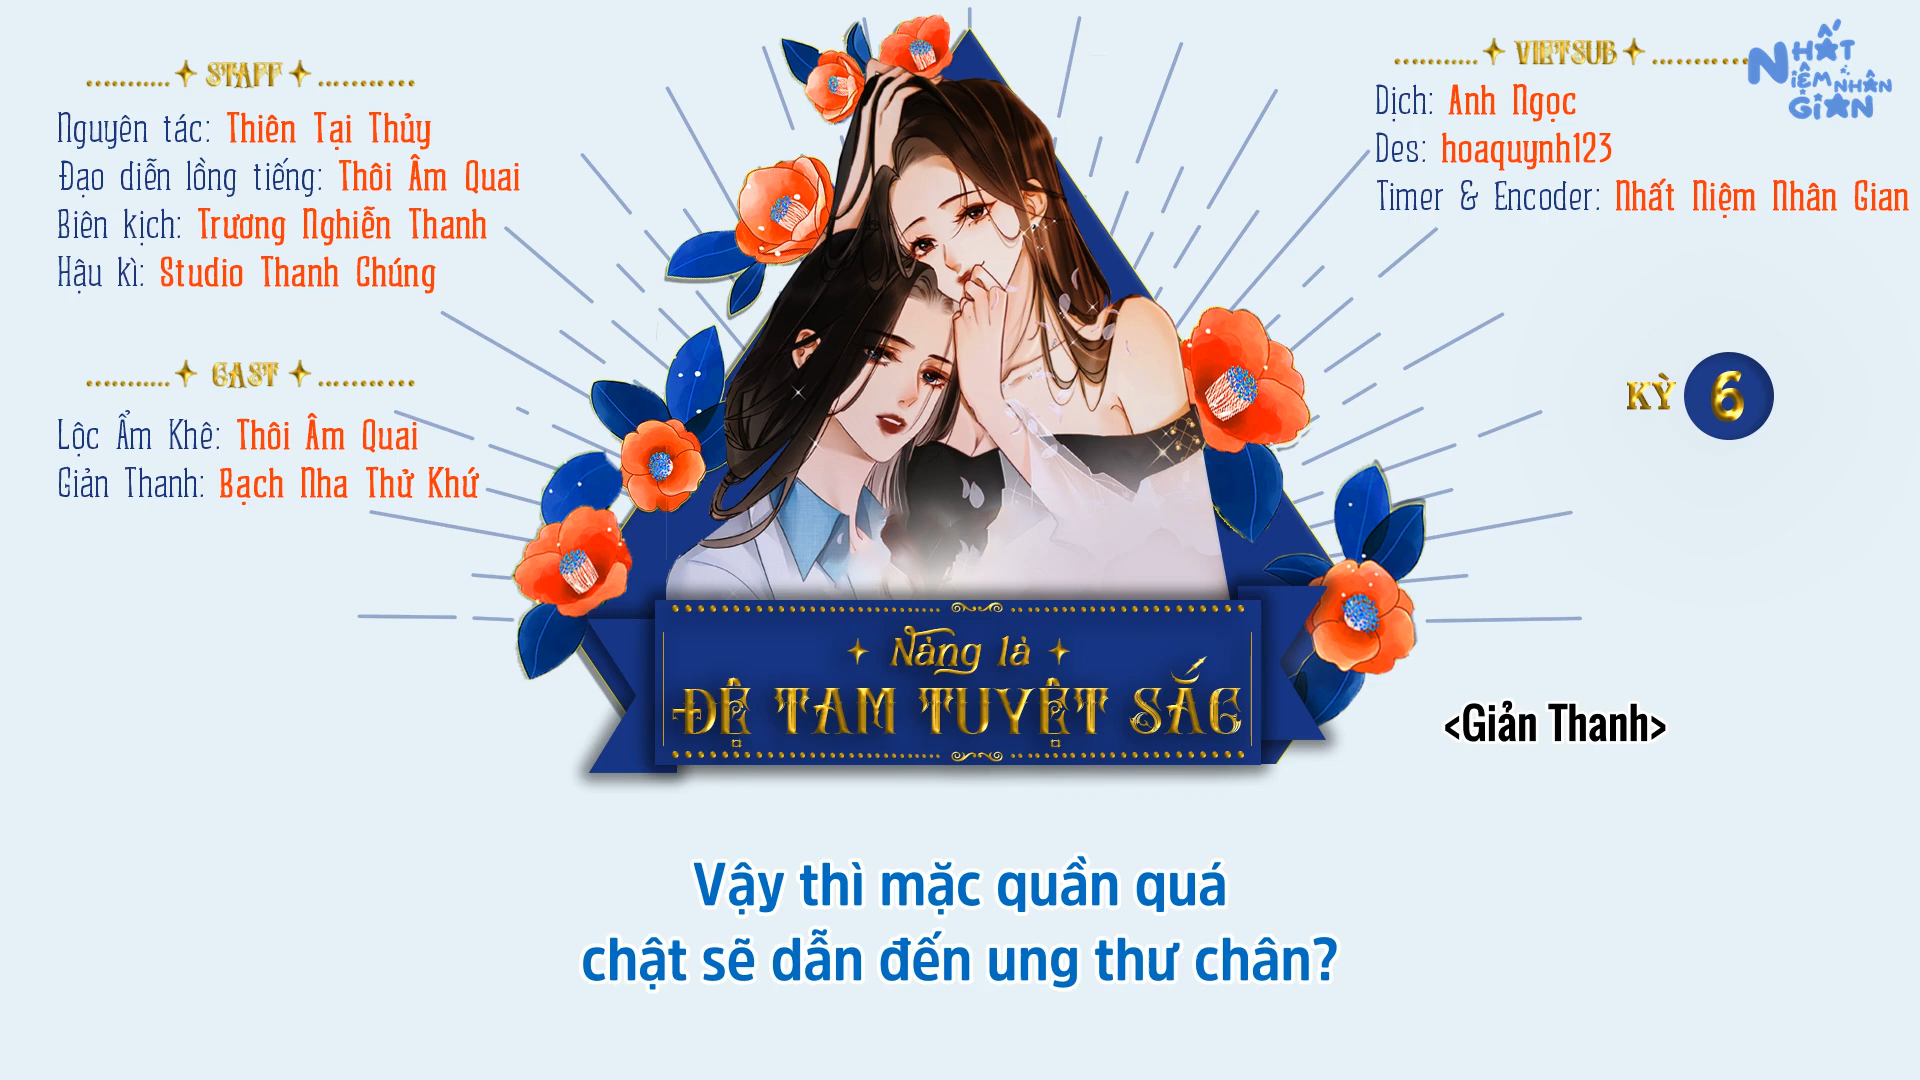 STAFF
Nguyên tác: Thiên Tại Thủy
Đạo diễn lồng tiếng: Thôi Âm Quai
Biên kịch: Trương Nghiễn Thanh
Hậu kì: Studio Thanh Chúng
CAST
Lộc Ẩm Khê: Thôi Âm Quai
Giản Thanh: Bạch Nha Thử Khứ
VIETSUB
Dịch: Anh Ngọc
Des: hoaquynh123
Timer & Encoder: Nhất Niệm Nhân Gian
NHẤT
NIỆM NHÂN
GIAN
KỲ 6
Nàng là
ĐỆ TAM TUYỆT SẮC
<Giản Thanh>
Vậy thì mặc quần quá
chật sẽ dẫn đến ung thư chân?